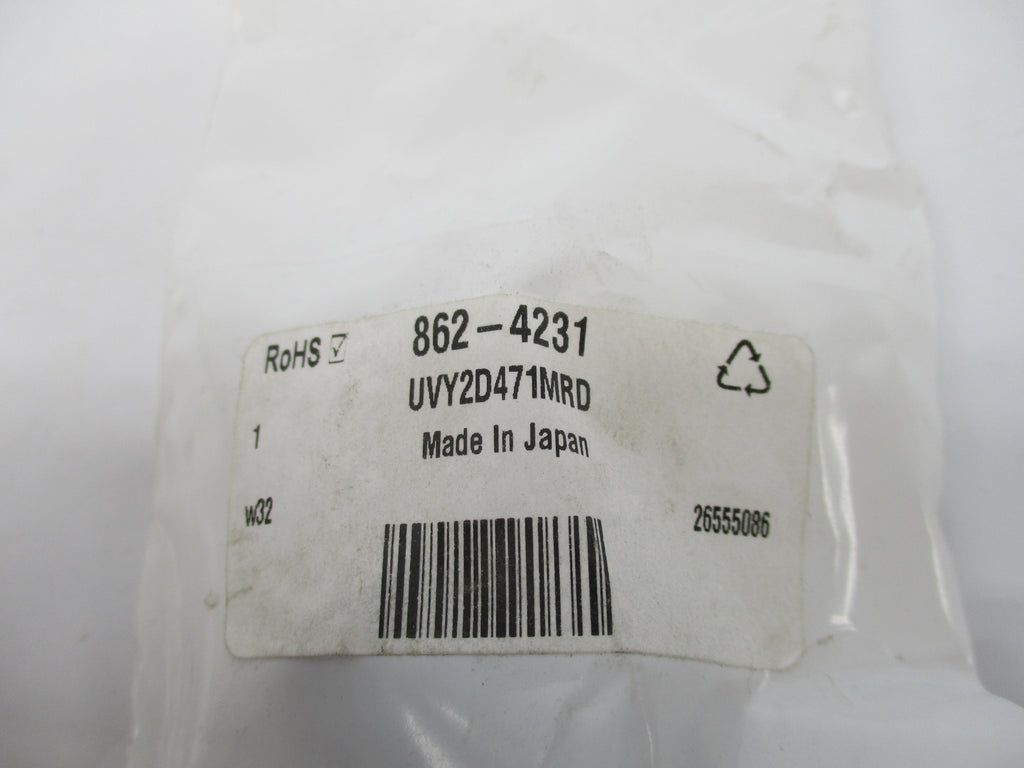 RoHS
862-4231
UVY2D471MRD
1
Made In Japan
w32
26555086